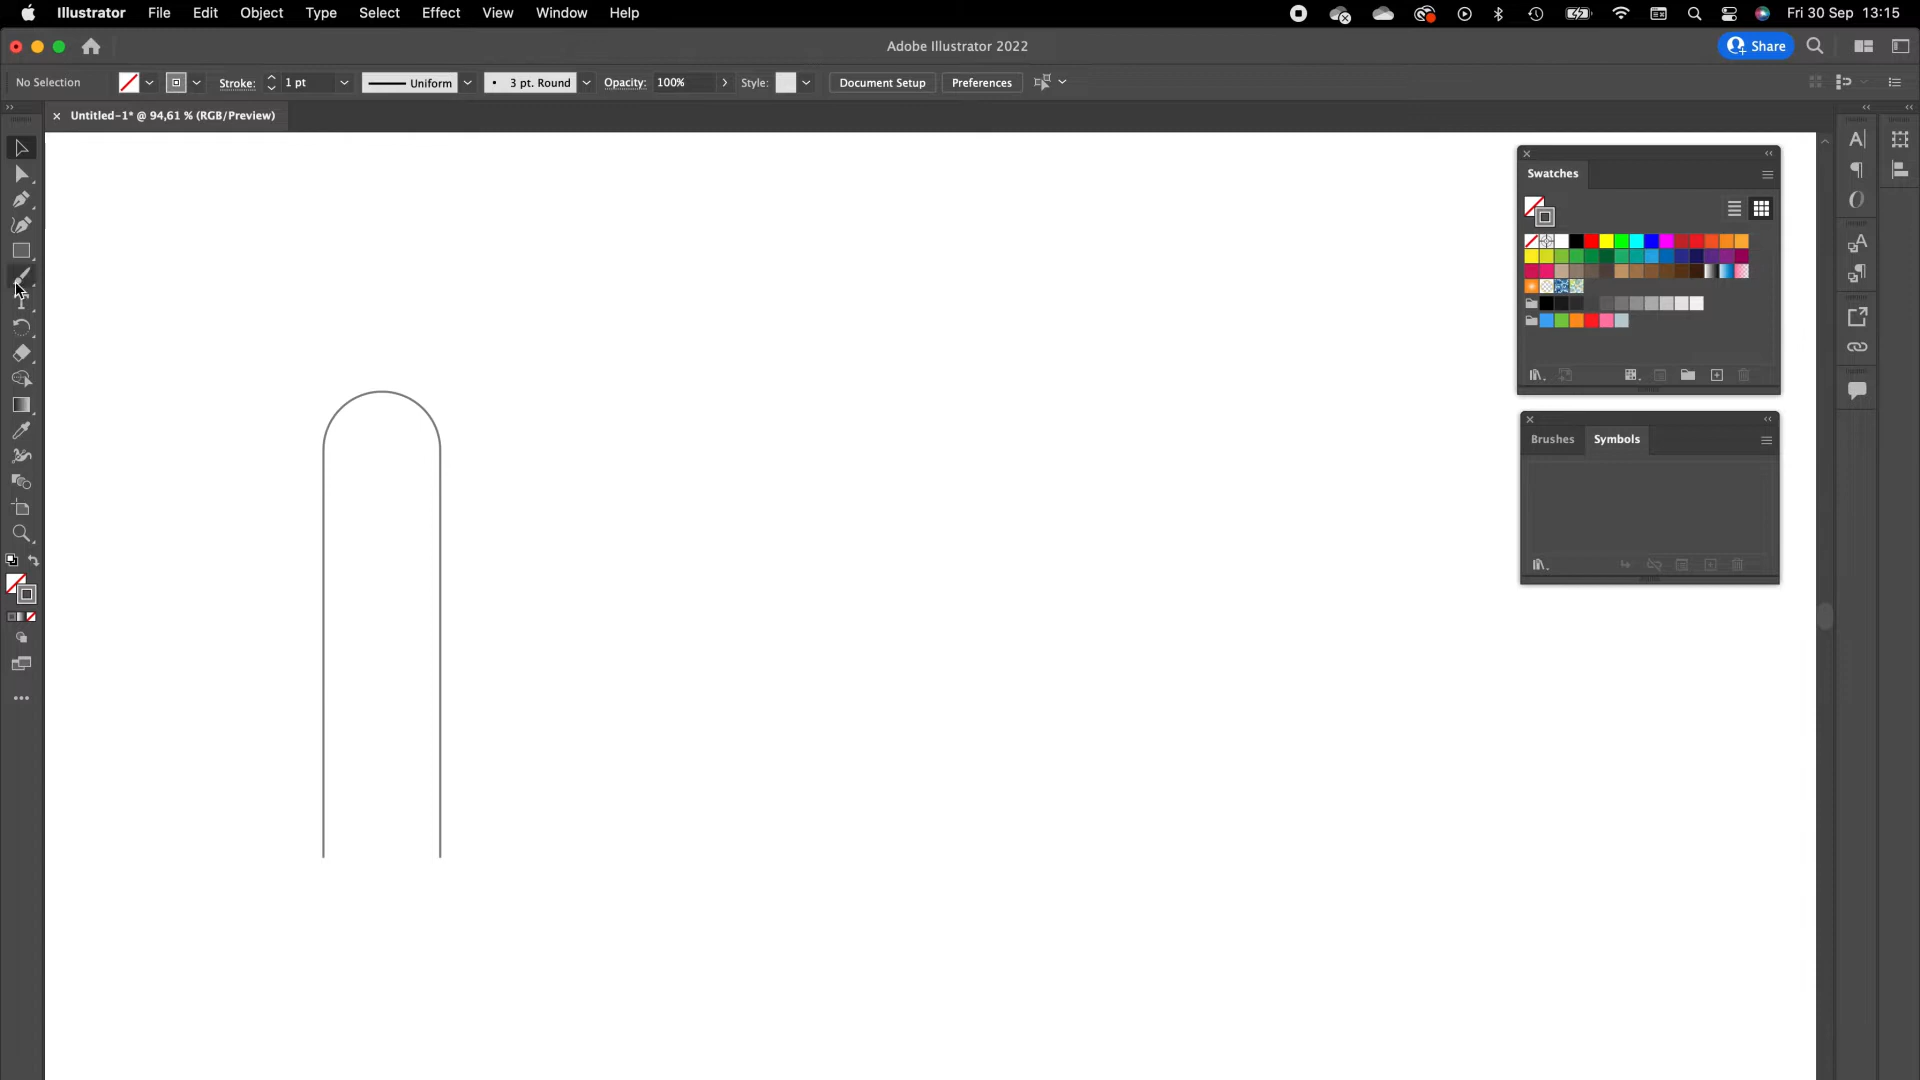 Illustrator File Edit Object Type Select Effect View Window Help Fri 30 Sep 13:15
Adobe Illustrator 2022 Share
No Selection Stroke: 1 pt Uniform 3 pt. Round Opacity: 100% Style: Document Setup Preferences
Untitled-1* @ 94,61 % (RGB/Preview)
Swatches
Brushes Symbols